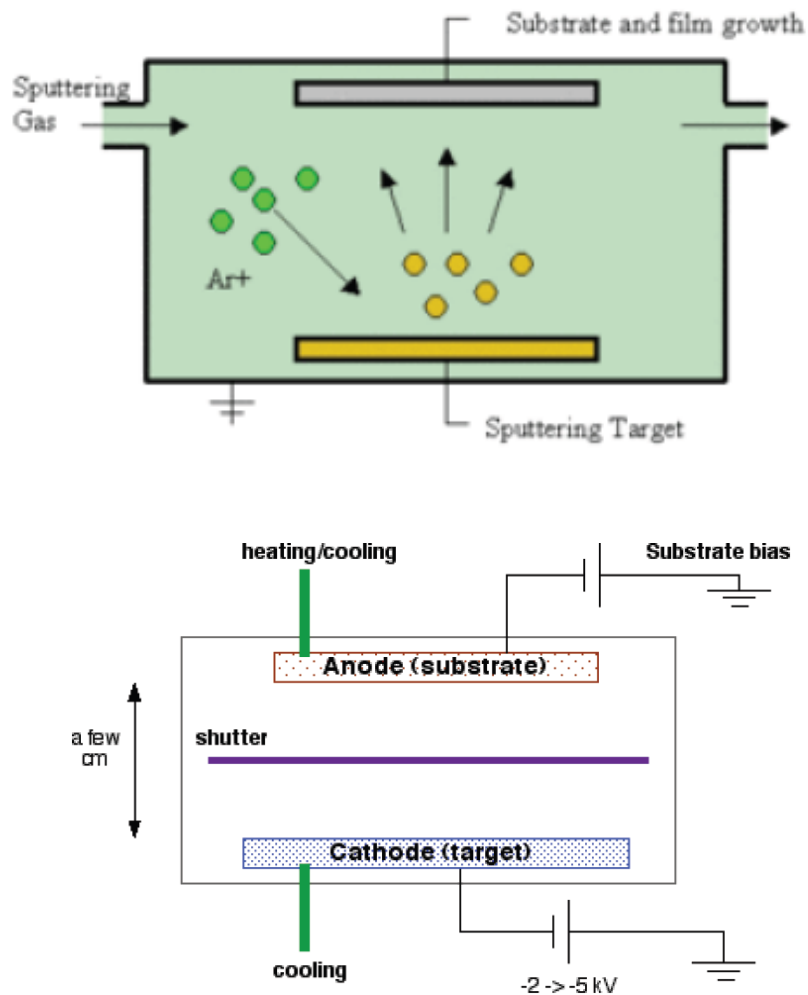 Substrate and film growth
Sputtering
Gas
Ar+
Sputtering Target
heating/cooling
Substrate bias
Anode (substrate)
a few
cm
shutter
Cathode (target)
cooling
-2 -> -5 kV